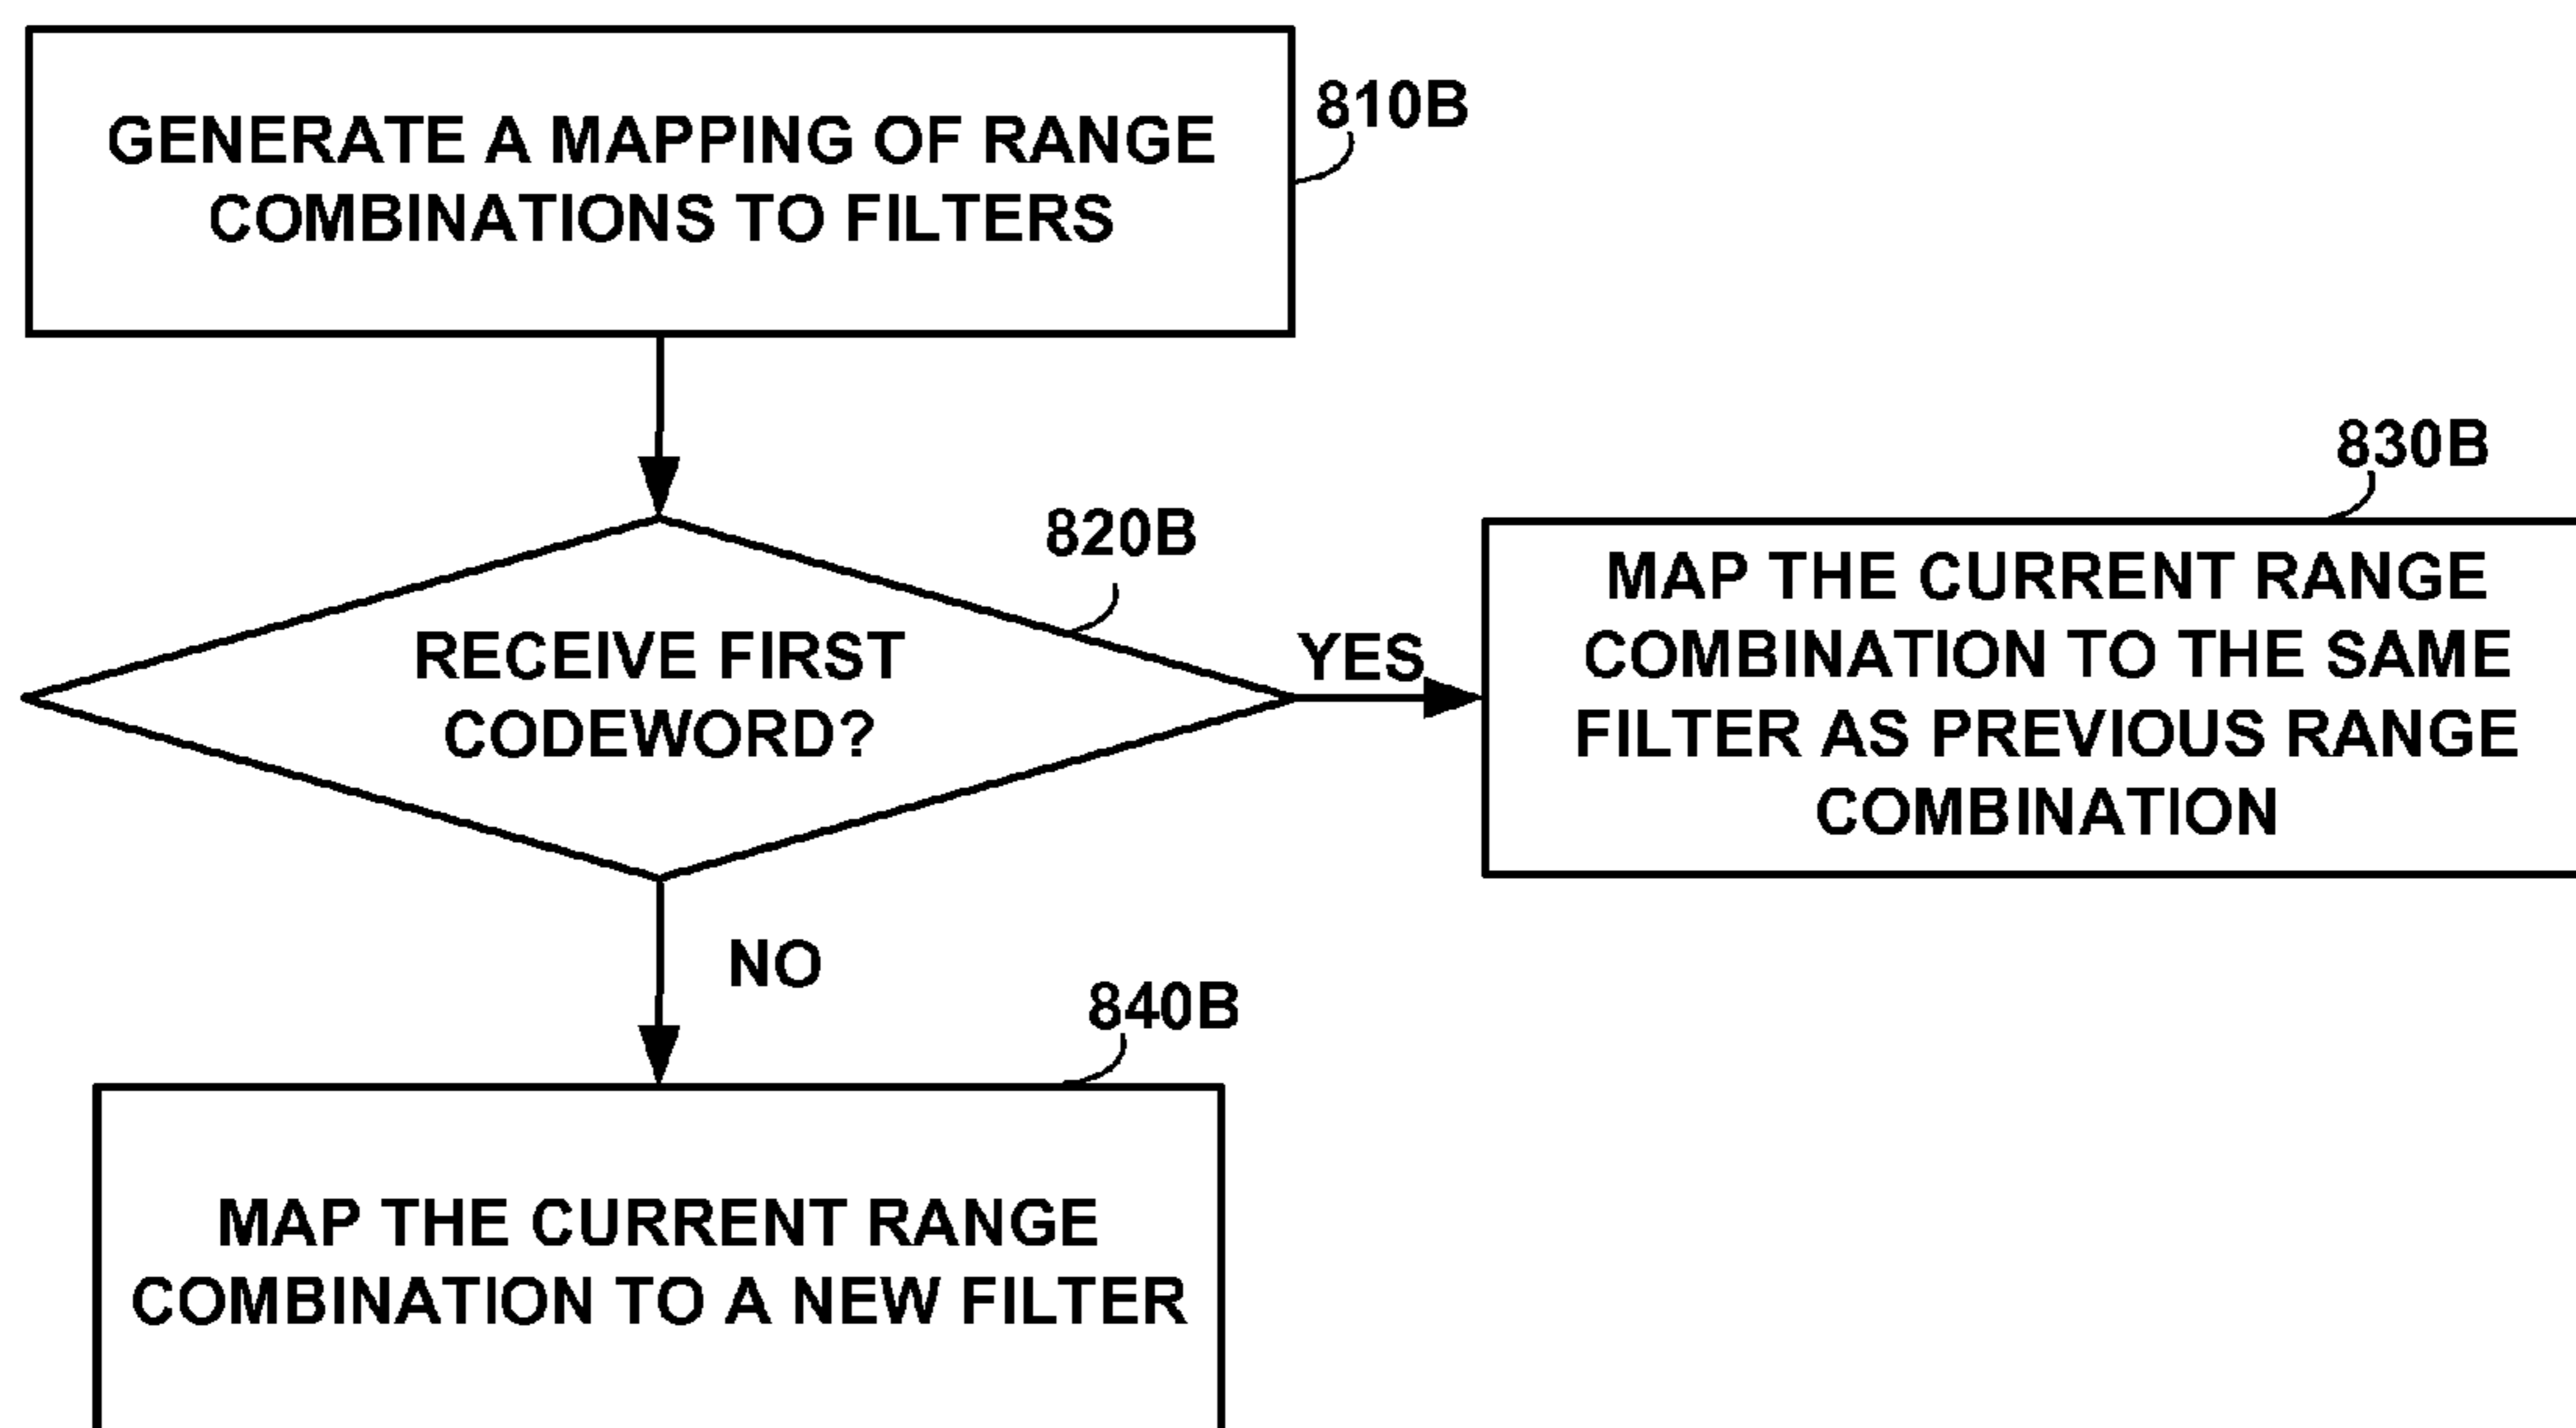 GENERATE A MAPPING OF RANGE
COMBINATIONS TO FILTERS
810B
820B
RECEIVE FIRST
CODEWORD?
YES
830B
MAP THE CURRENT RANGE
COMBINATION TO THE SAME
FILTER AS PREVIOUS RANGE
COMBINATION
NO
840B
MAP THE CURRENT RANGE
COMBINATION TO A NEW FILTER